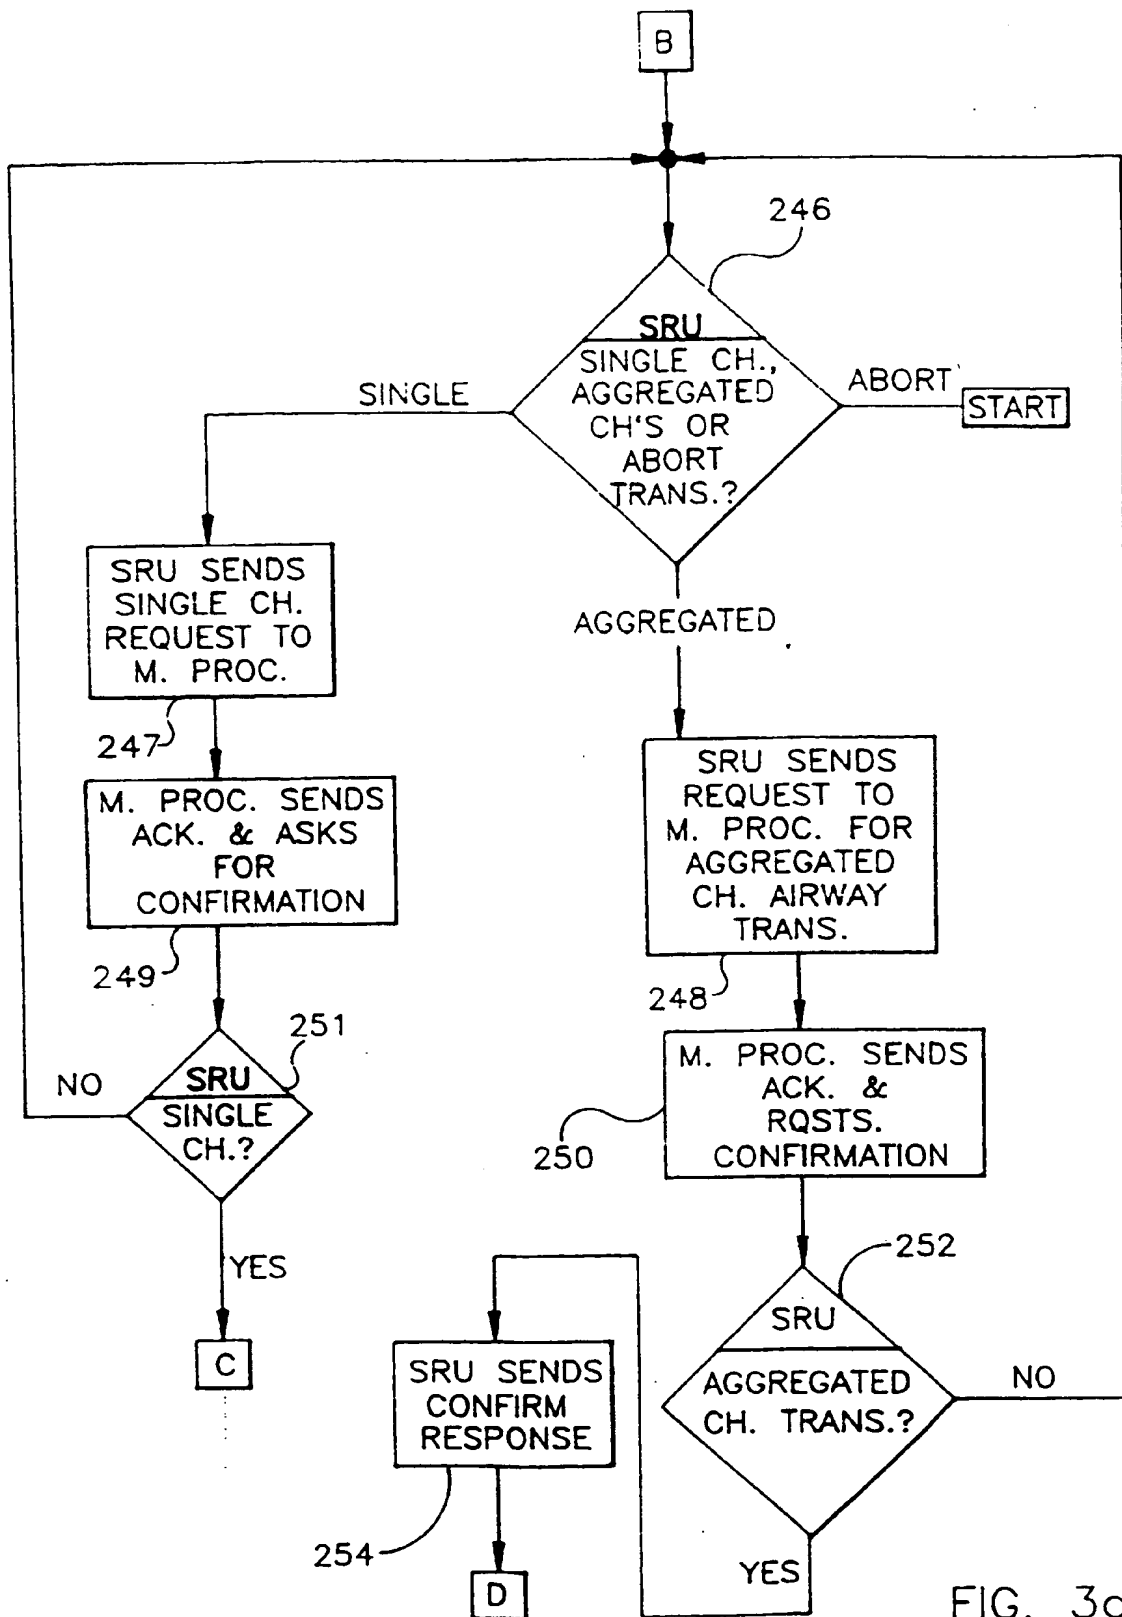 B
246
SRU
SINGLE CH.,
AGGREGATED
CH'S OR
ABORT
TRANS.?
SINGLE
ABORT
START
AGGREGATED
SRU SENDS
SINGLE CH.
REQUEST TO
M. PROC.
247
M. PROC. SENDS
ACK. & ASKS
FOR
CONFIRMATION
249
251
SRU
SINGLE
CH.?
NO
YES
C
SRU SENDS
REQUEST TO
M. PROC. FOR
AGGREGATED
CH. AIRWAY
TRANS.
248
M. PROC. SENDS
ACK. &
RQSTS.
CONFIRMATION
250
252
SRU
AGGREGATED
CH. TRANS.?
NO
YES
SRU SENDS
CONFIRM
RESPONSE
254
D
FIG.